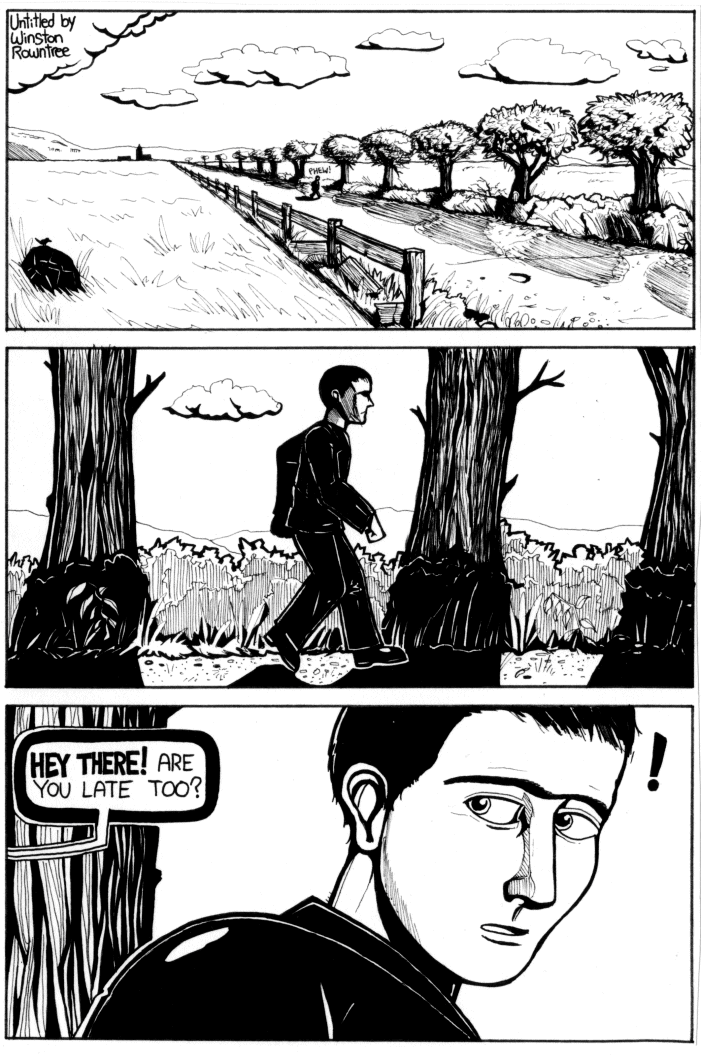 Untitled by
Winston
Rowntree
PHEW!
HEY THERE! ARE
YOU LATE TOO?
!